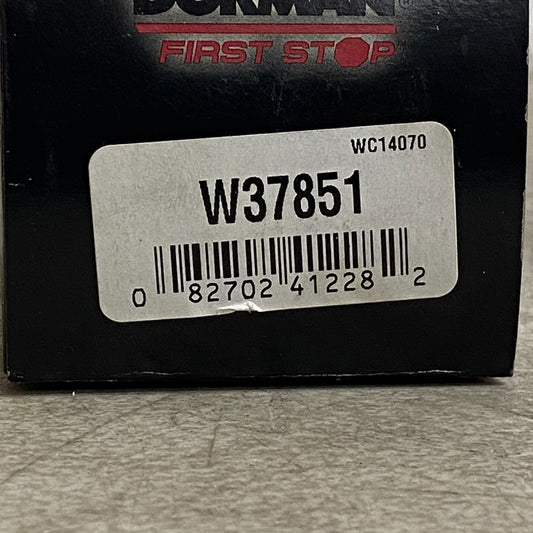 DORMAN
FIRST STOP
WC14070
W37851
0 82702 41228 2